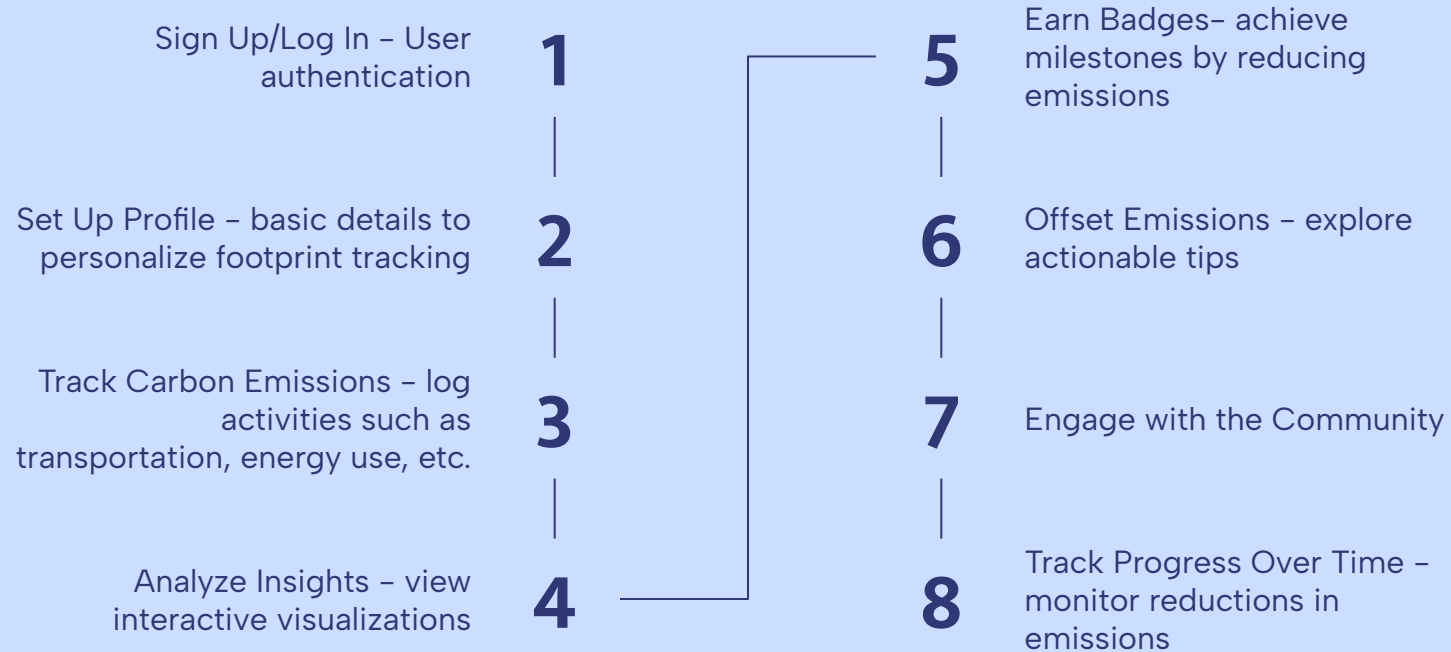 Sign Up/Log In - User
authentication
1
Set Up Profile - basic details to
personalize footprint tracking
2
Track Carbon Emissions - log
activities such as
transportation, energy use, etc.
3
Analyze Insights - view
interactive visualizations
4
5
Earn Badges- achieve
milestones by reducing
emissions
6
Offset Emissions - explore
actionable tips
7
Engage with the Community
8
Track Progress Over Time -
monitor reductions in
emissions